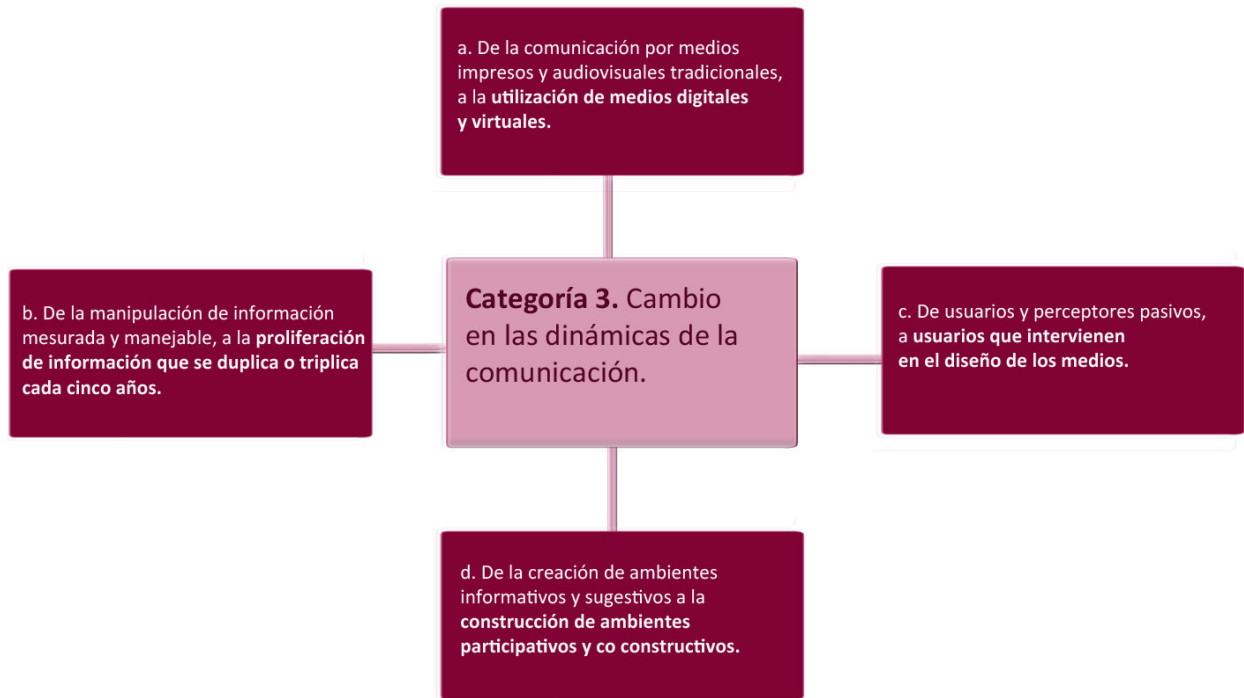 a. De la comunicación por medios
impresos y audiovisuales tradicionales,
a la utilización de medios digitales
y virtuales.
b. De la manipulación de información
mesurada y manejable, a la proliferación
de información que se duplica o triplica
cada cinco años.
Categoría 3. Cambio
en las dinámicas de la
comunicación.
c. De usuarios y perceptores pasivos,
a usuarios que intervienen
en el diseño de los medios.
d. De la creación de ambientes
informativos y sugestivos a la
construcción de ambientes
participativos y co constructivos.